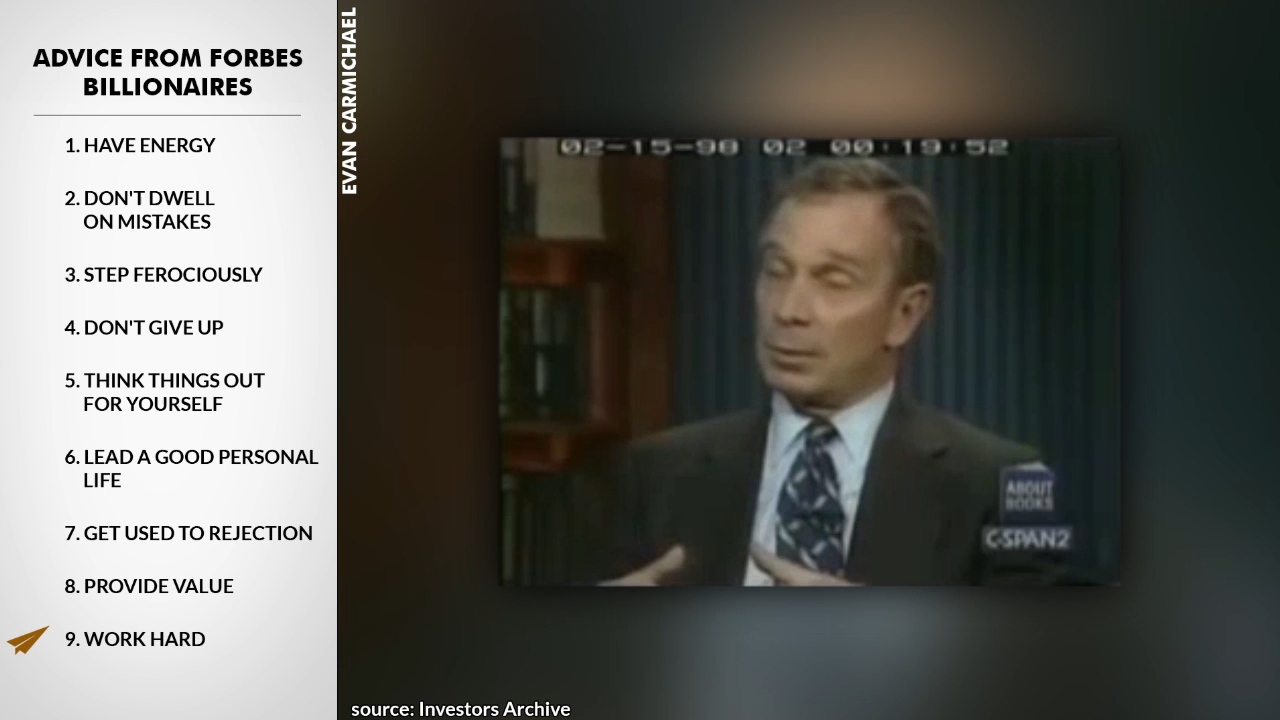 ADVICE FROM FORBES
BILLIONAIRES
1. HAVE ENERGY
2. DON'T DWELL
ON MISTAKES
3. STEP FEROCIOUSLY
4. DON'T GIVE UP
5. THINK THINGS OUT
FOR YOURSELF
6. LEAD A GOOD PERSONAL
LIFE
7. GET USED TO REJECTION
8. PROVIDE VALUE
9. WORK HARD
EVAN CARMICHAEL
02-15-98 02 00:19:52
ABOUT
BOOKS
C-SPAN2
source: Investors Archive